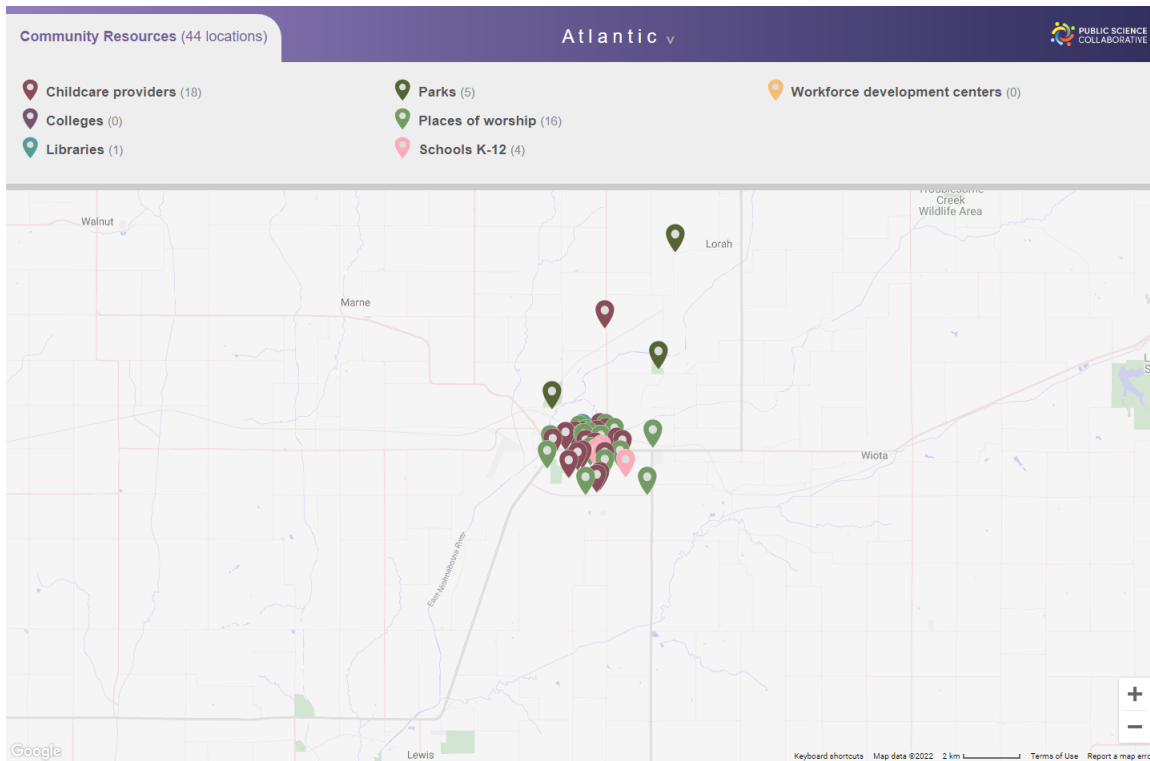 Community Resources (44 locations)
Atlantic v
PUBLIC SCIENCE
COLLABORATIVE
Childcare providers (18)
Parks (5)
Workforce development centers (0)
Colleges (0)
Places of worship (16)
Libraries (1)
Schools K-12 (4)
Troublesome
Creek
Wildlife Area
Walnut
Lorah
Marne
L
S
Wiota
East Nishnabotna River
Lewis
+
−
Google
Keyboard shortcuts Map data ©2022 2 km Terms of Use Report a map erro